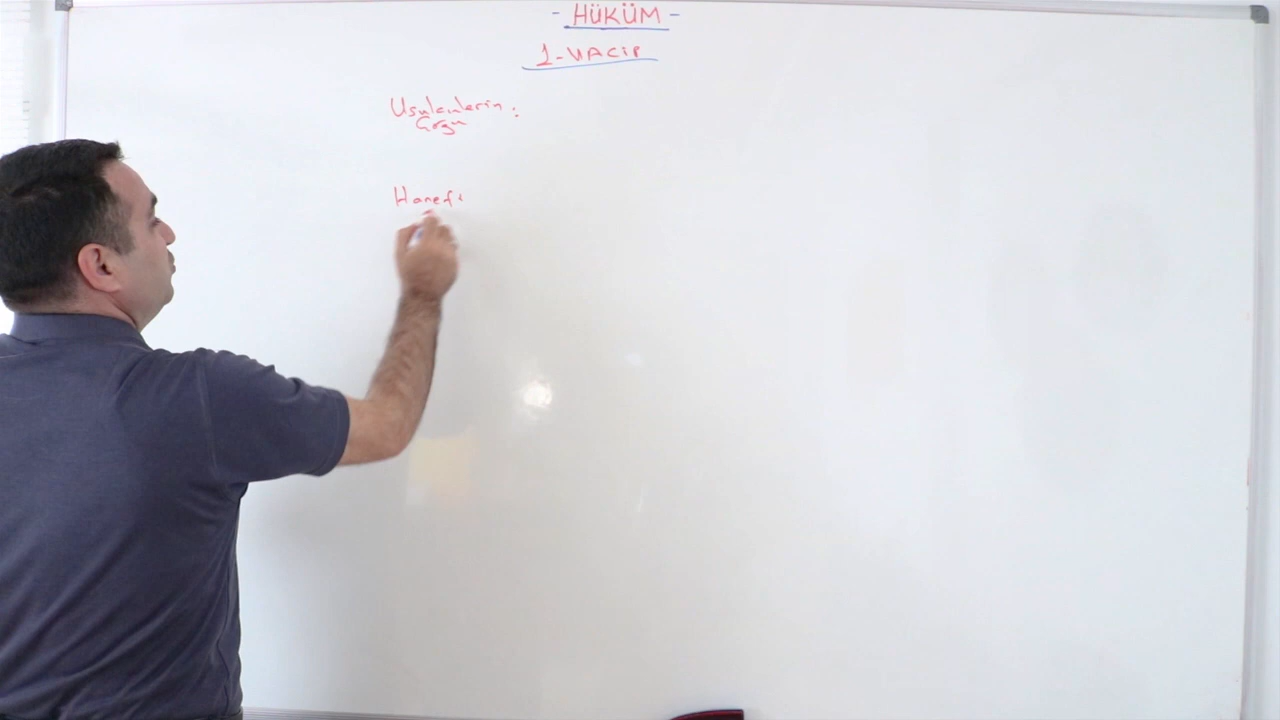 - HÜKÜM -
1- VACİP
Usulcülerin :
Çoğu
Hanefi